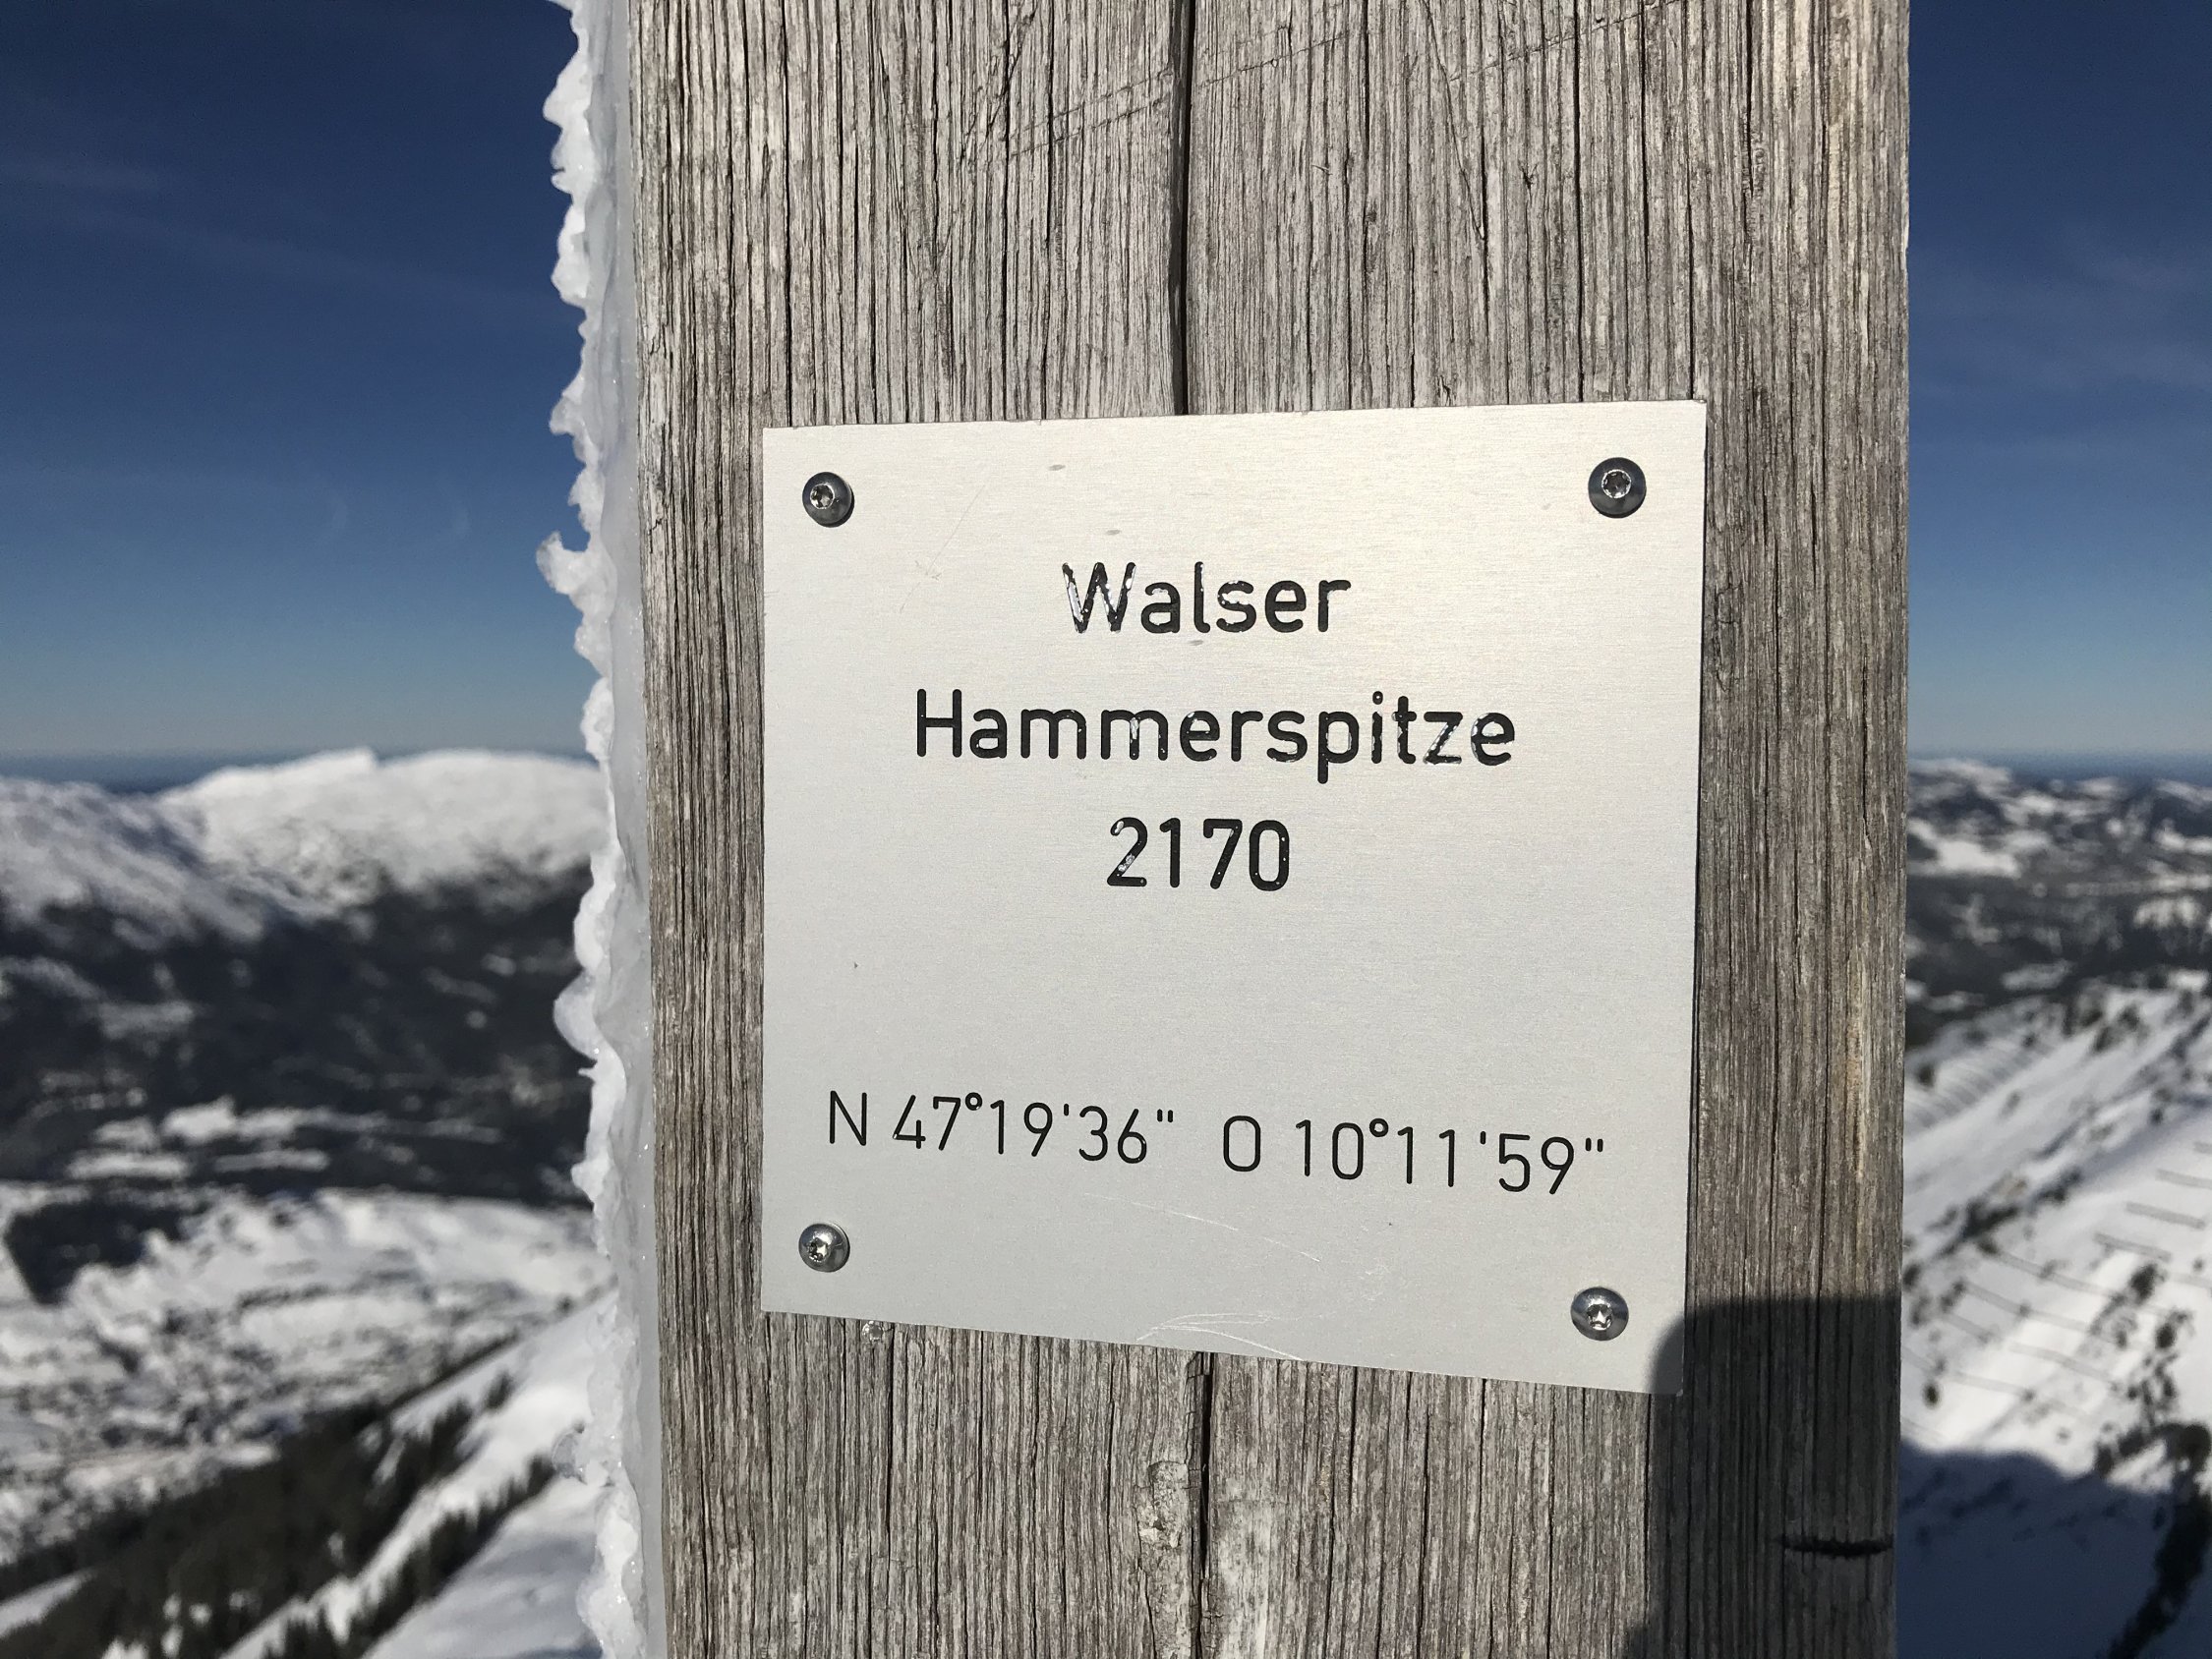 Walser
Hammerspitze
2170
N 47°19'36" O 10°11'59"